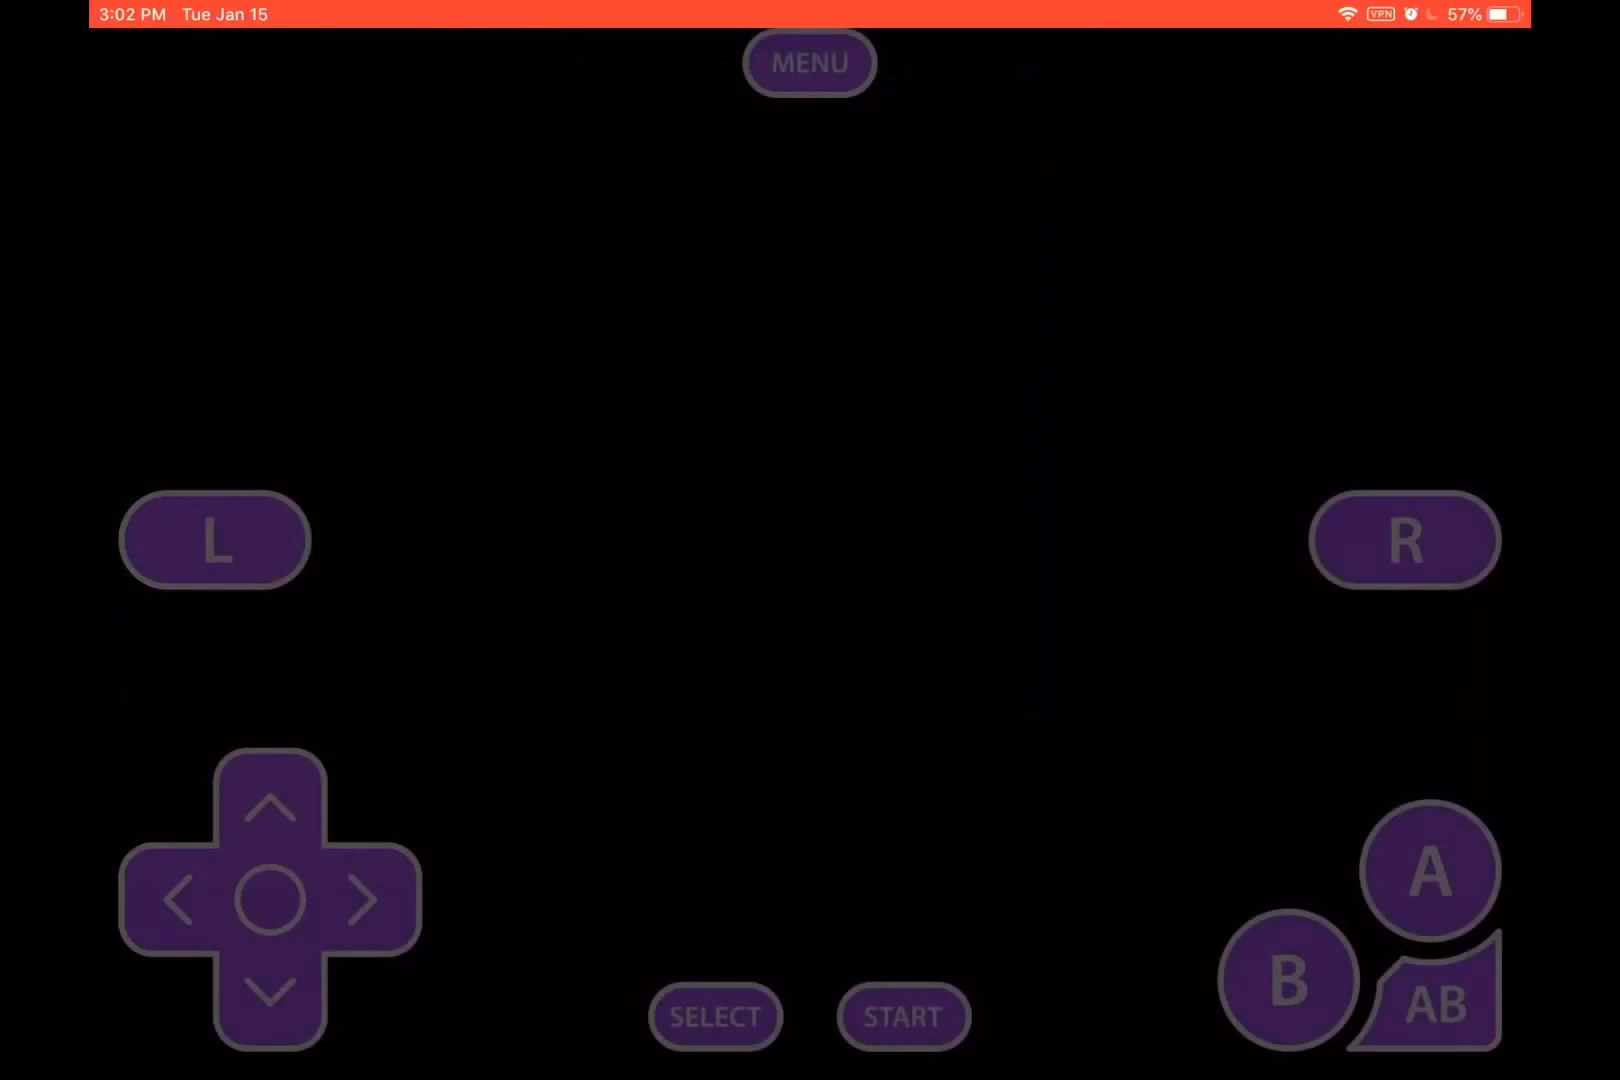 3:02 PM Tue Jan 15 VPN 57%
MENU
L R
A
B AB
SELECT START